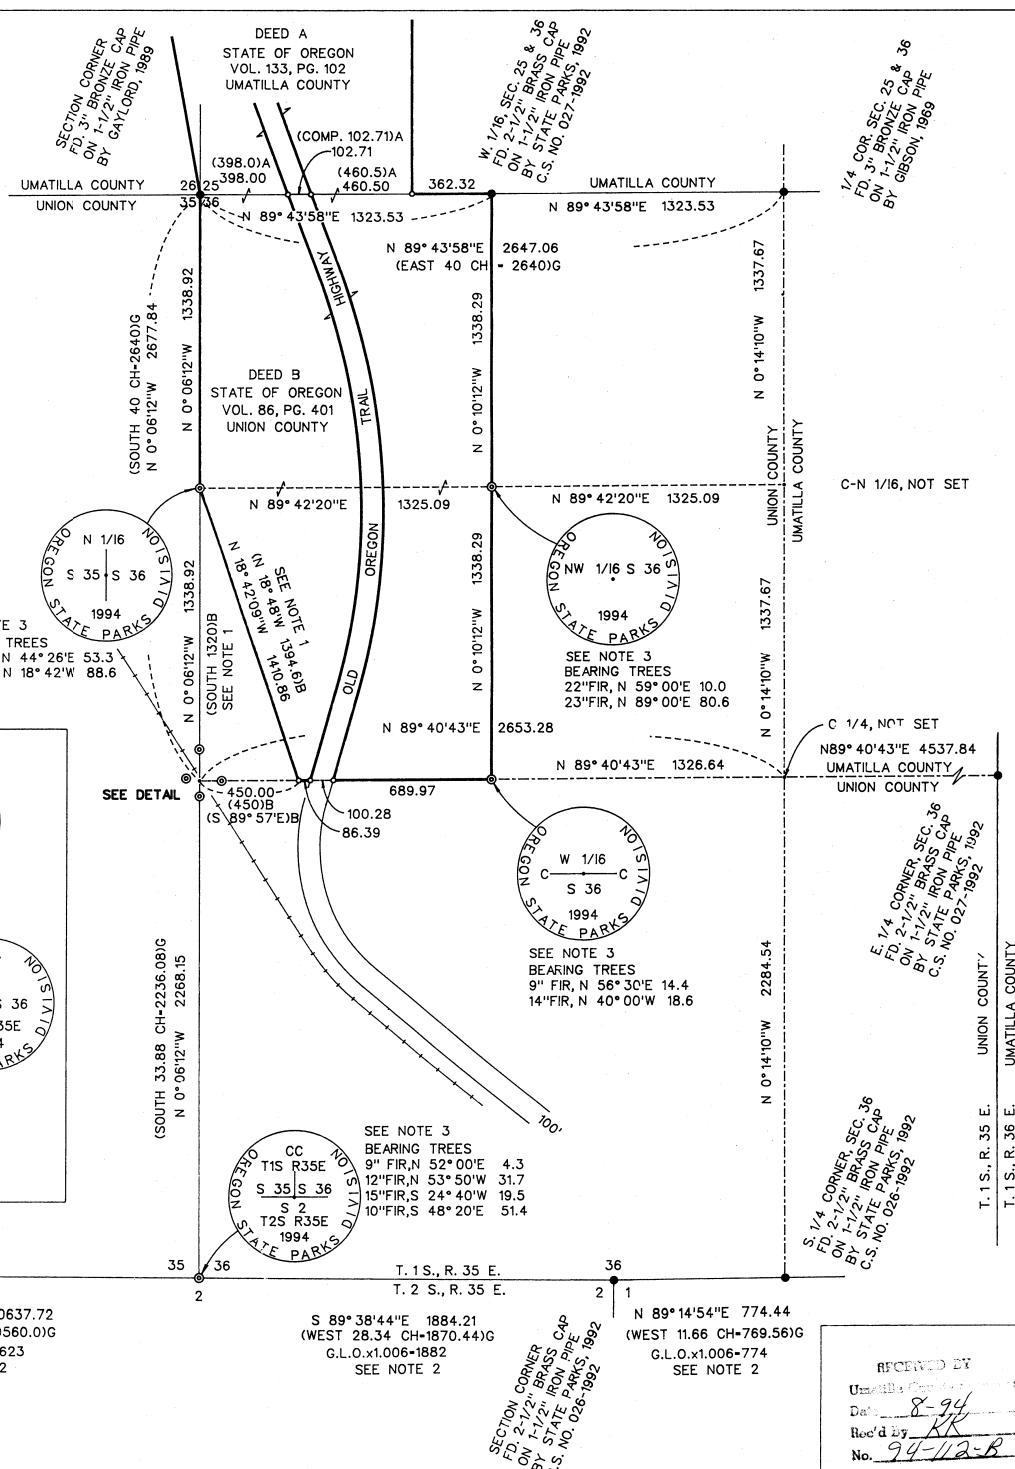 DEED A
STATE OF OREGON
VOL. 133, PG. 102
UMATILLA COUNTY
SECTION CORNER
FD. 3" BRONZE CAP
ON 1-1/2" IRON PIPE
BY GAYLORD, 1989
W. 1/16, SEC. 25 & 36
FD. 2-1/2" BRASS CAP
ON 1-1/2" IRON PIPE
BY STATE PARKS, 1992
C.S. NO. 027-1992
1/4 COR. SEC. 25 & 36
FD. 3" BRONZE CAP
ON 1-1/2" IRON PIPE
BY GIBSON, 1969
(COMP. 102.71)A
102.71
(398.0)A
398.00
(460.5)A
460.50
362.32
UMATILLA COUNTY
UNION COUNTY
26 25
35 36
UMATILLA COUNTY
N 89° 43'58"E 1323.53
N 89° 43'58"E 1323.53
N 89° 43'58"E 2647.06
(EAST 40 CH - 2640)G
(SOUTH 40 CH-2640)G
N 0° 06'12"W 2677.84
N 0° 06'12"W 1338.92
HIGHWAY
TRAIL
OREGON
OLD
N 0° 10'12"W 1338.29
N 0° 14'10"W 1337.67
DEED B
STATE OF OREGON
VOL. 86, PG. 401
UNION COUNTY
UNION COUNTY
UMATILLA COUNTY
N 89° 42'20"E 1325.09
N 89° 42'20"E 1325.09
C-N 1/16, NOT SET
OREGON STATE PARKS DIVISION
N 1/16
S 35 S 36
1994
SEE NOTE 1
(N 18° 48'W 1394.6)B
N 18° 42'09"W 1410.86
N 0° 06'12"W 1338.92
(SOUTH 1320)B
SEE NOTE 1
N 0° 10'12"W 1338.29
OREGON STATE PARKS DIVISION
NW 1/16 S 36
1994
N 0° 14'10"W 1337.67
E 3
TREES
N 44° 26'E 53.3
N 18° 42'W 88.6
SEE NOTE 3
BEARING TREES
22"FIR, N 59° 00'E 10.0
23"FIR, N 89° 00'E 80.6
N 89° 40'43"E 2653.28
C 1/4, NOT SET
N89° 40'43"E 4537.84
UMATILLA COUNTY
UNION COUNTY
N 89° 40'43"E 1326.64
SEE DETAIL
450.00
(450)B
(S 89° 57'E)B
689.97
100.28
86.39
OREGON STATE PARKS DIVISION
W 1/16
C C
S 36
1994
SEE NOTE 3
BEARING TREES
9" FIR, N 56° 30'E 14.4
14"FIR, N 40° 00'W 18.6
E. 1/4 CORNER, SEC. 36
FD. 2-1/2" BRASS CAP
ON 1-1/2" IRON PIPE
BY STATE PARKS, 1992
C.S. NO. 027-1992
S 36
35E
4
ARKS DIVISION
(SOUTH 33.88 CH-2236.08)G
N 0° 06'12"W 2268.15
N 0° 14'10"W 2284.54
UNION COUNTY
UMATILLA COUNTY
T. 1 S., R. 35 E.
T. 1 S., R. 36 E.
100'
OREGON STATE PARKS DIVISION
CC
T1S R35E
S 35 S 36
S 2
T2S R35E
1994
SEE NOTE 3
BEARING TREES
9" FIR,N 52° 00'E 4.3
12"FIR,N 53° 50'W 31.7
15"FIR,S 24° 40'W 19.5
10"FIR,S 48° 20'E 51.4
S. 1/4 CORNER, SEC. 36
FD. 2-1/2" BRASS CAP
ON 1-1/2" IRON PIPE
BY STATE PARKS, 1992
C.S. NO. 026-1992
35 36
2
T. 1 S., R. 35 E.
T. 2 S., R. 35 E.
36
2 1
0637.72
560.0)G
623
2
S 89° 38'44"E 1884.21
(WEST 28.34 CH-1870.44)G
G.L.O.x1.006-1882
SEE NOTE 2
N 89° 14'54"E 774.44
(WEST 11.66 CH-769.56)G
G.L.O.x1.006-774
SEE NOTE 2
SECTION CORNER
FD. 2-1/2" BRASS CAP
ON 1-1/2" IRON PIPE
BY STATE PARKS, 1992
C.S. NO. 026-1992
RECEIVED BY
Umatilla
Date 8-94
Rec'd By KK
No. 94-112-B